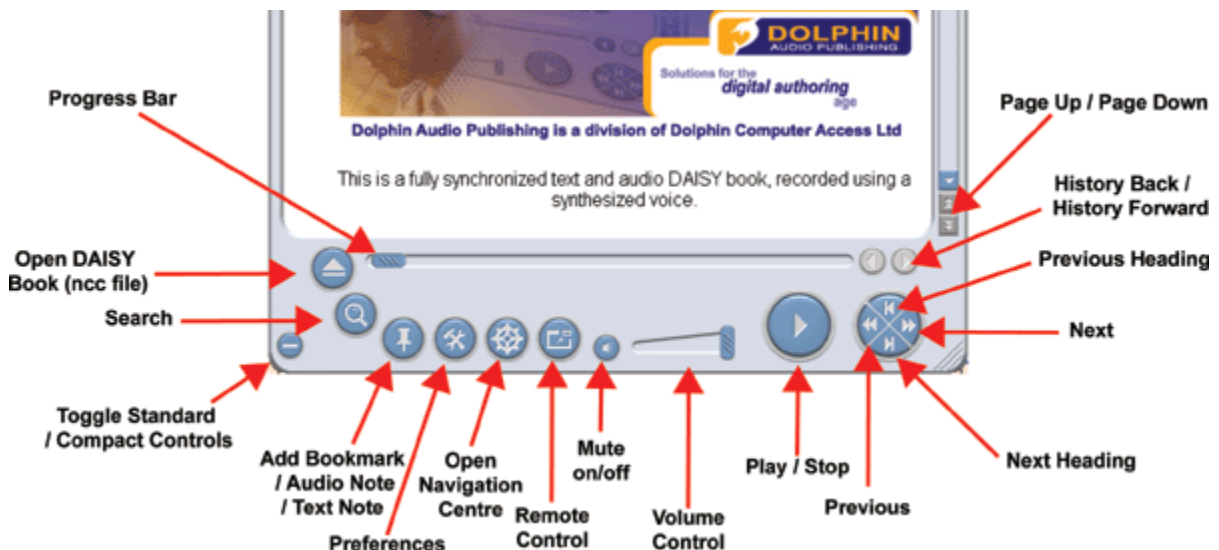 DOLPHIN
AUDIO PUBLISHING
Solutions for the
digital authoring
age
Dolphin Audio Publishing is a division of Dolphin Computer Access Ltd
This is a fully synchronized text and audio DAISY book, recorded using a
synthesized voice.
Progress Bar
Page Up / Page Down
History Back /
History Forward
Open DAISY
Book (ncc file)
Previous Heading
Search
Next
Toggle Standard
/ Compact Controls
Add Bookmark
/ Audio Note
/ Text Note
Preferences
Open
Navigation
Centre
Remote
Control
Mute
on/off
Volume
Control
Play / Stop
Previous
Next Heading